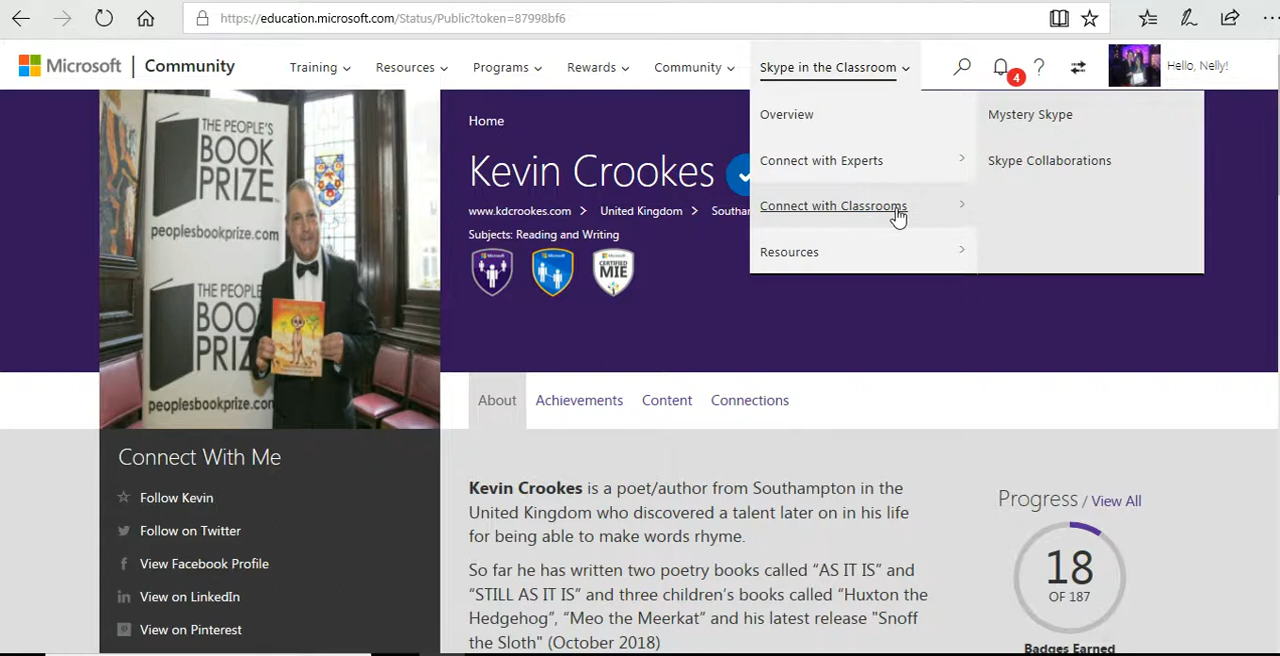 https://education.microsoft.com/Status/Public?token=87998bf6
Microsoft Community Training Resources Programs Rewards Community Skype in the Classroom 4 ? Hello, Nelly!
Overview Mystery Skype
Connect with Experts Skype Collaborations
Connect with Classrooms
Resources
Home
Kevin Crookes
www.kdcrookes.com United Kingdom Southam
Subjects: Reading and Writing
CERTIFIED
MIE
THE PEOPLE'S
BOOK
PRIZE
peoplesbookprize.com
THE PE
BOO
PRIZ
peoplesbookprize.com
About Achievements Content Connections
Connect With Me
Follow Kevin
Follow on Twitter
View Facebook Profile
View on LinkedIn
View on Pinterest
Kevin Crookes is a poet/author from Southampton in the
United Kingdom who discovered a talent later on in his life
for being able to make words rhyme.
So far he has written two poetry books called “AS IT IS” and
“STILL AS IT IS” and three children’s books called “Huxton the
Hedgehog”, “Meo the Meerkat” and his latest release "Snoff
the Sloth" (October 2018)
Progress / View All
18
OF 187
Badges Earned